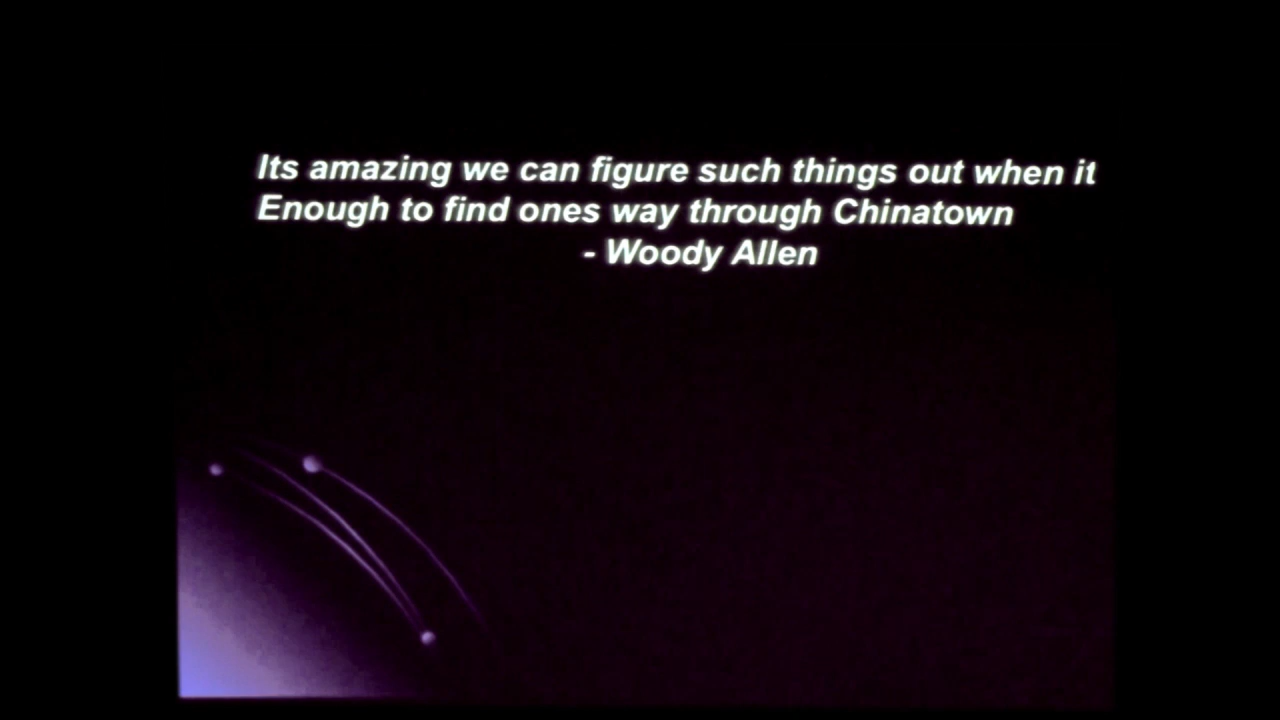 Its amazing we can figure such things out when it
Enough to find ones way through Chinatown
- Woody Allen